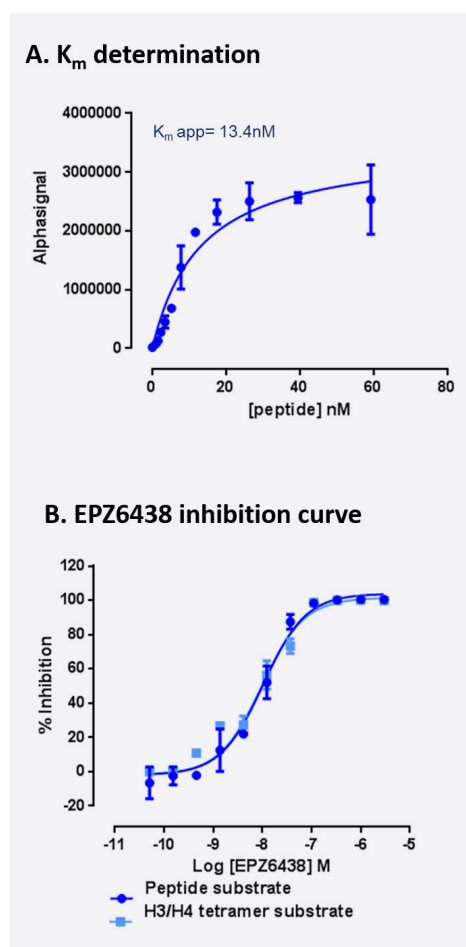 A. Km determination
Km app= 13.4nM
4000000
3000000
2000000
1000000
0
Alphasignal
0 20 40 60 80
[peptide] nM
B. EPZ6438 inhibition curve
120
100
80
60
40
20
0
-20
% Inhibition
-11 -10 -9 -8 -7 -6 -5
Log [EPZ6438] M
Peptide substrate
H3/H4 tetramer substrate